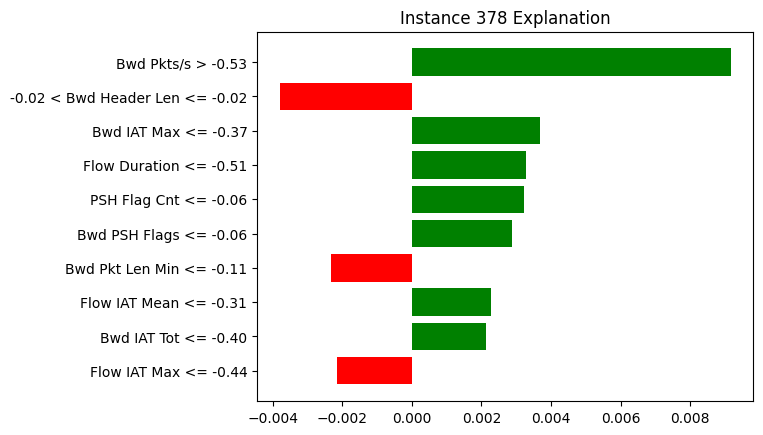 Instance 378 Explanation
Bwd Pkts/s > -0.53
-0.02 < Bwd Header Len <= -0.02
Bwd IAT Max <= -0.37
Flow Duration <= -0.51
PSH Flag Cnt <= -0.06
Bwd PSH Flags <= -0.06
Bwd Pkt Len Min <= -0.11
Flow IAT Mean <= -0.31
Bwd IAT Tot <= -0.40
Flow IAT Max <= -0.44
−0.004 −0.002 0.000 0.002 0.004 0.006 0.008